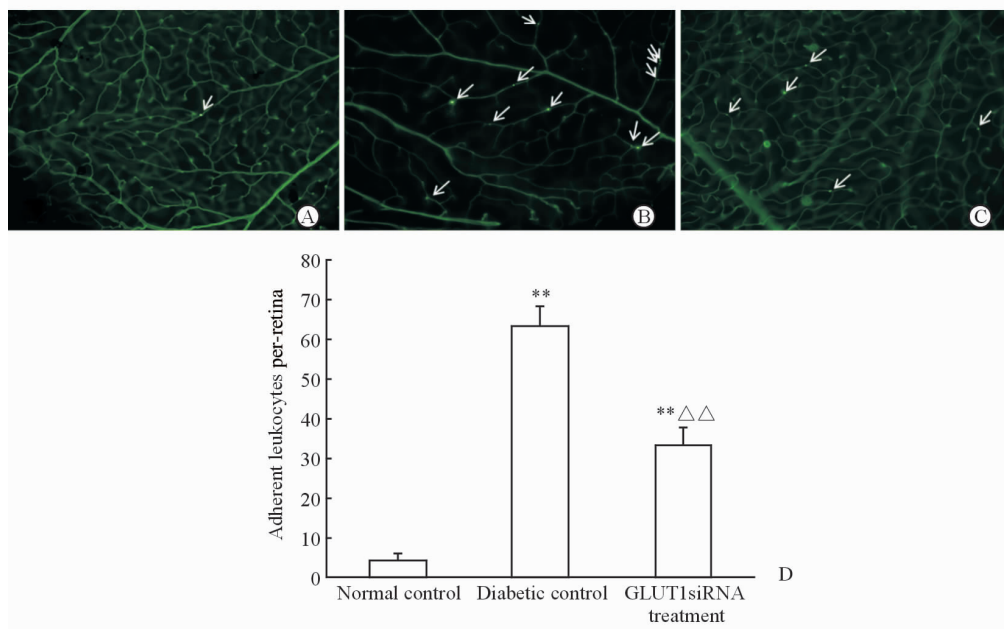 A
B
C
80
70
60
50
40
30
20
10
0
Adherent leukocytes per-retina
**
**△△
Normal control
Diabetic control
GLUT1siRNA
treatment
D